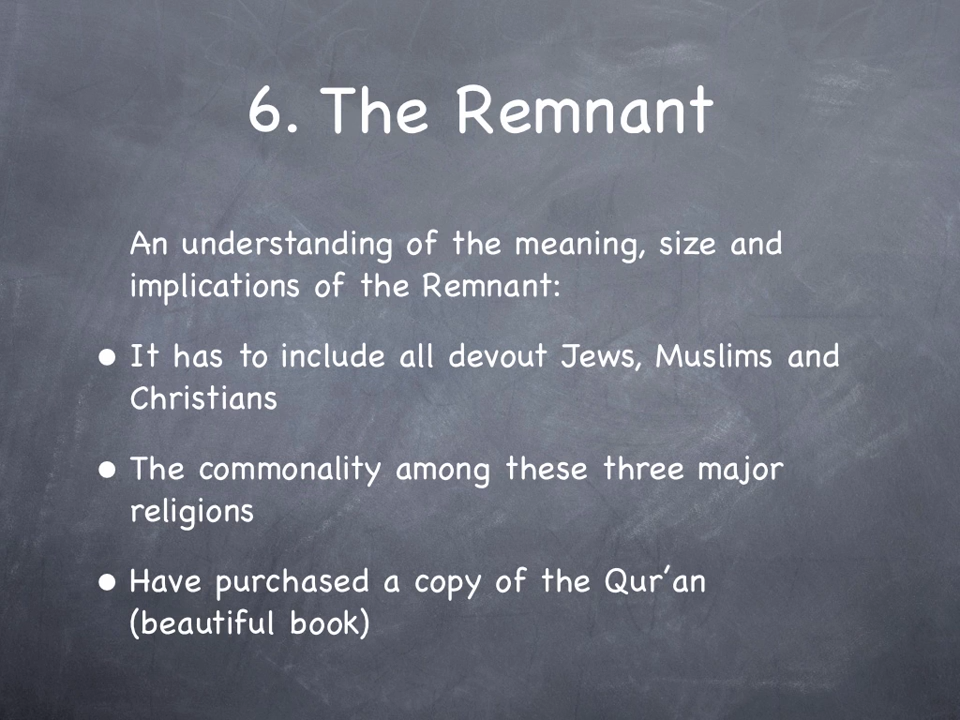 6. The Remnant
An understanding of the meaning, size and
implications of the Remnant:
• It has to include all devout Jews, Muslims and
Christians
• The commonality among these three major
religions
• Have purchased a copy of the Qur’an
(beautiful book)